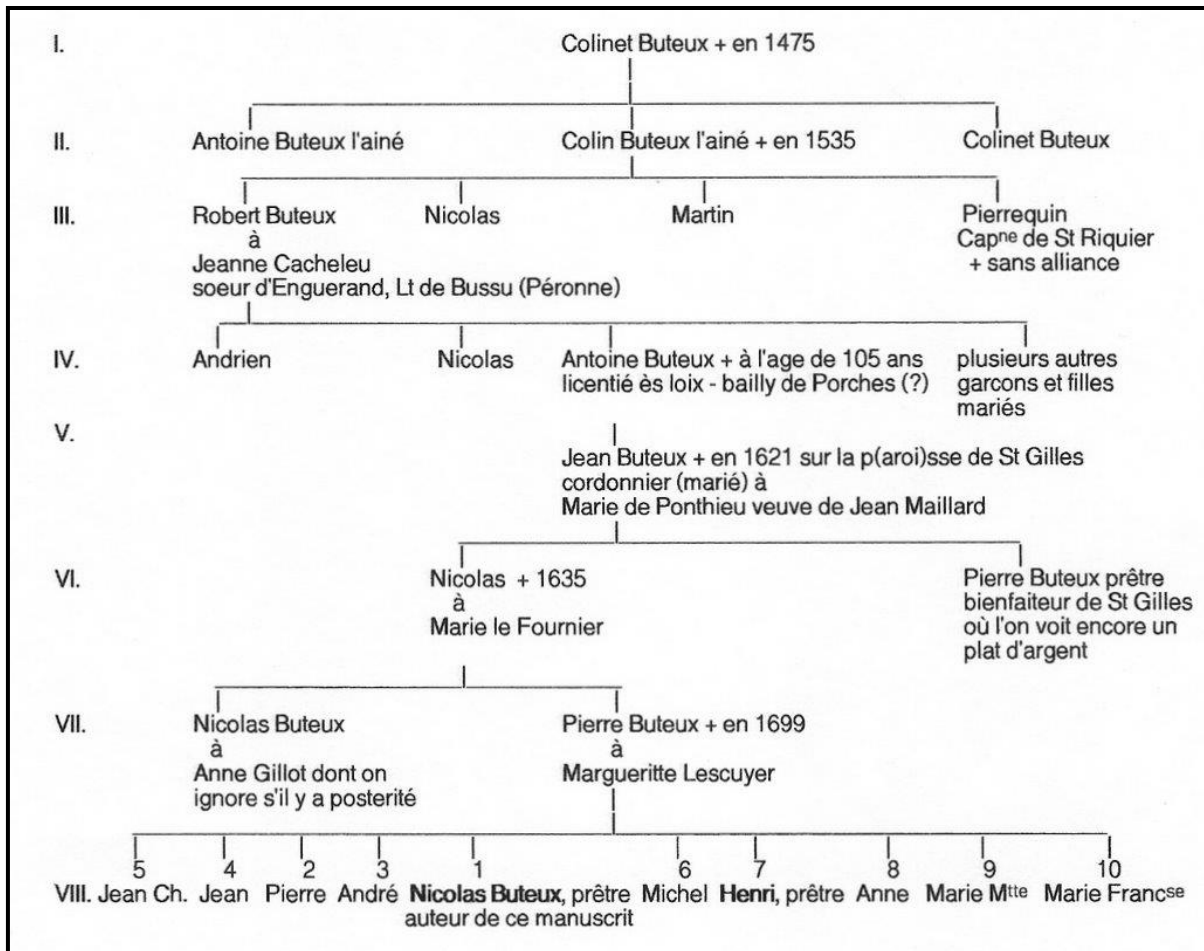 I. Colinet Buteux + en 1475
II. Antoine Buteux l'ainé Colin Buteux l'ainé + en 1535 Colinet Buteux
III. Robert Buteux Nicolas Martin Pierrequin
à Capne de St Riquier
Jeanne Cacheleu + sans alliance
soeur d'Enguerand, Lt de Bussu (Péronne)
IV. Andrien Nicolas Antoine Buteux + à l'age de 105 ans plusieurs autres
licentié ès loix - bailly de Porches (?) garcons et filles
mariés
V.
Jean Buteux + en 1621 sur la p(aroi)sse de St Gilles
cordonnier (marié) à
Marie de Ponthieu veuve de Jean Maillard
VI. Nicolas + 1635 Pierre Buteux prêtre
à bienfaiteur de St Gilles
Marie le Fournier où l'on voit encore un
plat d'argent
VII. Nicolas Buteux Pierre Buteux + en 1699
à à
Anne Gillot dont on Margueritte Lescuyer
ignore s'il y a posterité
5 4 2 3 1 6 7 8 9 10
VIII. Jean Ch. Jean Pierre André Nicolas Buteux, prêtre Michel Henri, prêtre Anne Marie Mtte Marie Francse
auteur de ce manuscrit